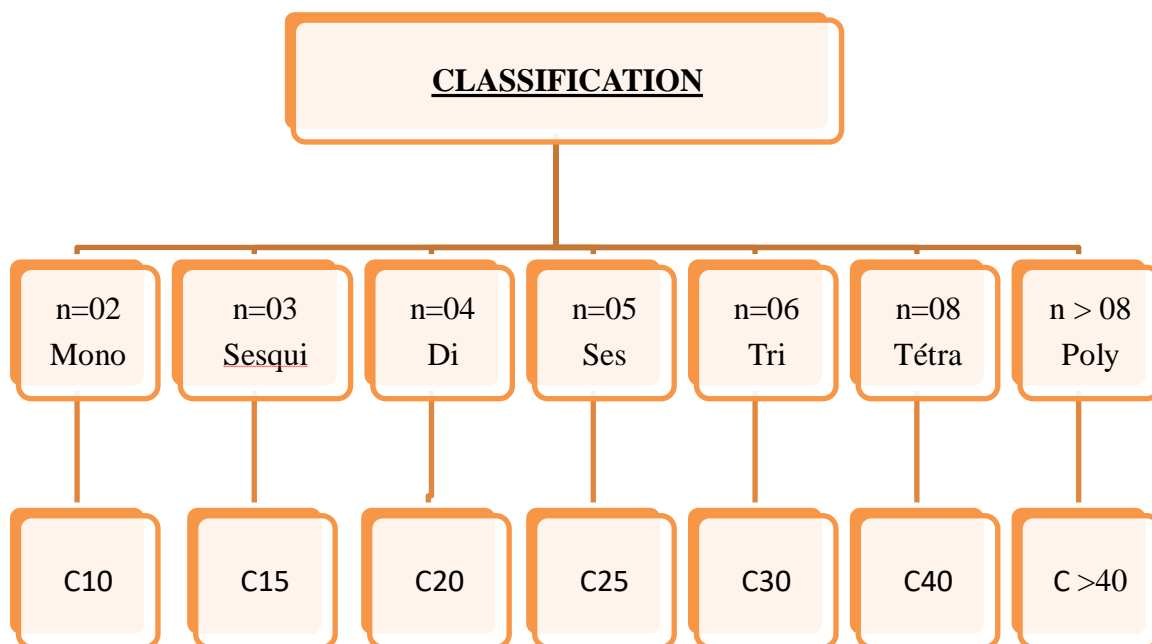 CLASSIFICATION
n=02
Mono
n=03
Sesqui
n=04
Di
n=05
Ses
n=06
Tri
n=08
Tétra
n > 08
Poly
C10
C15
C20
C25
C30
C40
C >40